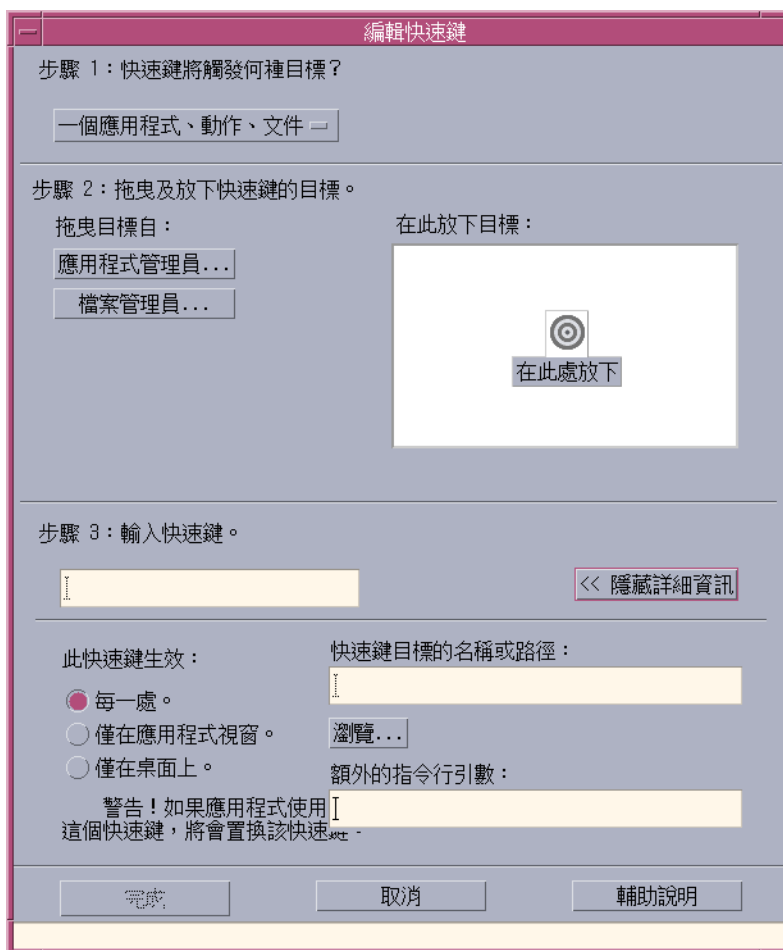 編輯快速鍵
步驟 1：快速鍵將觸發何種目標？
一個應用程式、動作、文件
步驟 2：拖曳及放下快速鍵的目標。
拖曳目標自：
在此放下目標：
應用程式管理員...
檔案管理員...
在此處放下
步驟 3：輸入快速鍵。
<< 隱藏詳細資訊
此快速鍵生效：
快速鍵目標的名稱或路徑：
每一處。
僅在應用程式視窗。
瀏覽...
僅在桌面上。
額外的指令行引數：
警告！如果應用程式使用
這個快速鍵，將會置換該快速鍵。
完成
取消
輔助說明